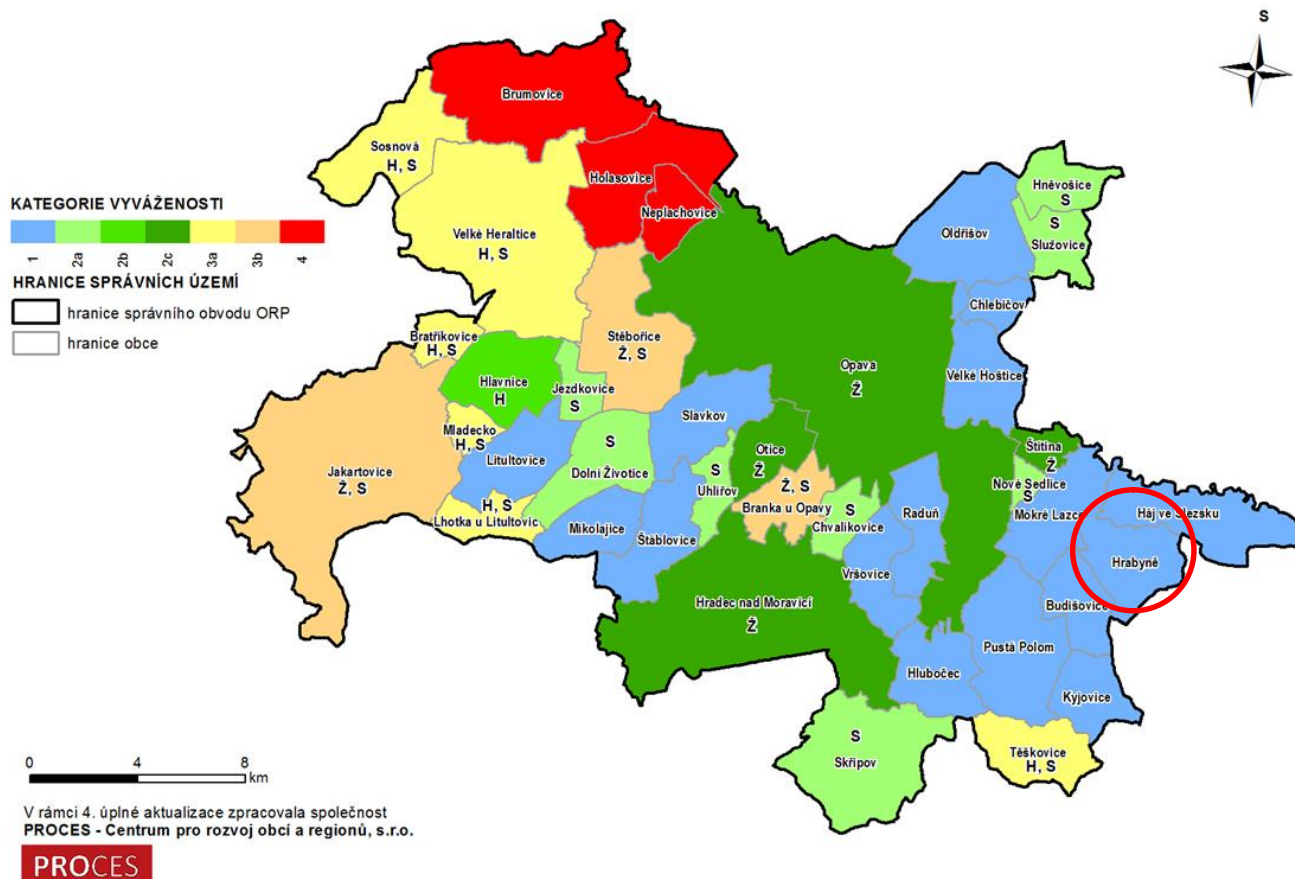 S
Brumovice
Sosnová
H, S
Holasovice
Hněvošice
S
KATEGORIE VYVÁŽENOSTI
Neplachovice
S
Služovice
Velké Heraltice
H, S
Oldřišov
1 2a 2b 2c 3a 3b 4
HRANICE SPRÁVNÍCH ÚZEMÍ
hranice správního obvodu ORP
hranice obce
Chlebičov
Bratříkovice
H, S
Stěbořice
Ž, S
Opava
Ž
Velké Hoštice
Hlavnice
H
Jezdkovice
S
Slavkov
Mladecko
H, S
Litultovice
S
Dolní Životice
Otice
Ž
Štítina
Ž
Jakartovice
Ž, S
S
Uhlířov
Ž, S
Branka u Opavy
Nové Sedlice
S
H, S
Lhotka u Litultovic
Mikolajice
Štáblovice
S
Chvalíkovice
Raduň
Mokré Lazce
Háj ve Slezsku
Hrabyně
Vršovice
Hradec nad Moravicí
Ž
Budišovice
Pustá Polom
Hlubočec
Kyjovice
S
Skřipov
Těškovice
H, S
0 4 8
km
V rámci 4. úplné aktualizace zpracovala společnost
PROCES - Centrum pro rozvoj obcí a regionů, s.r.o.
PROCES